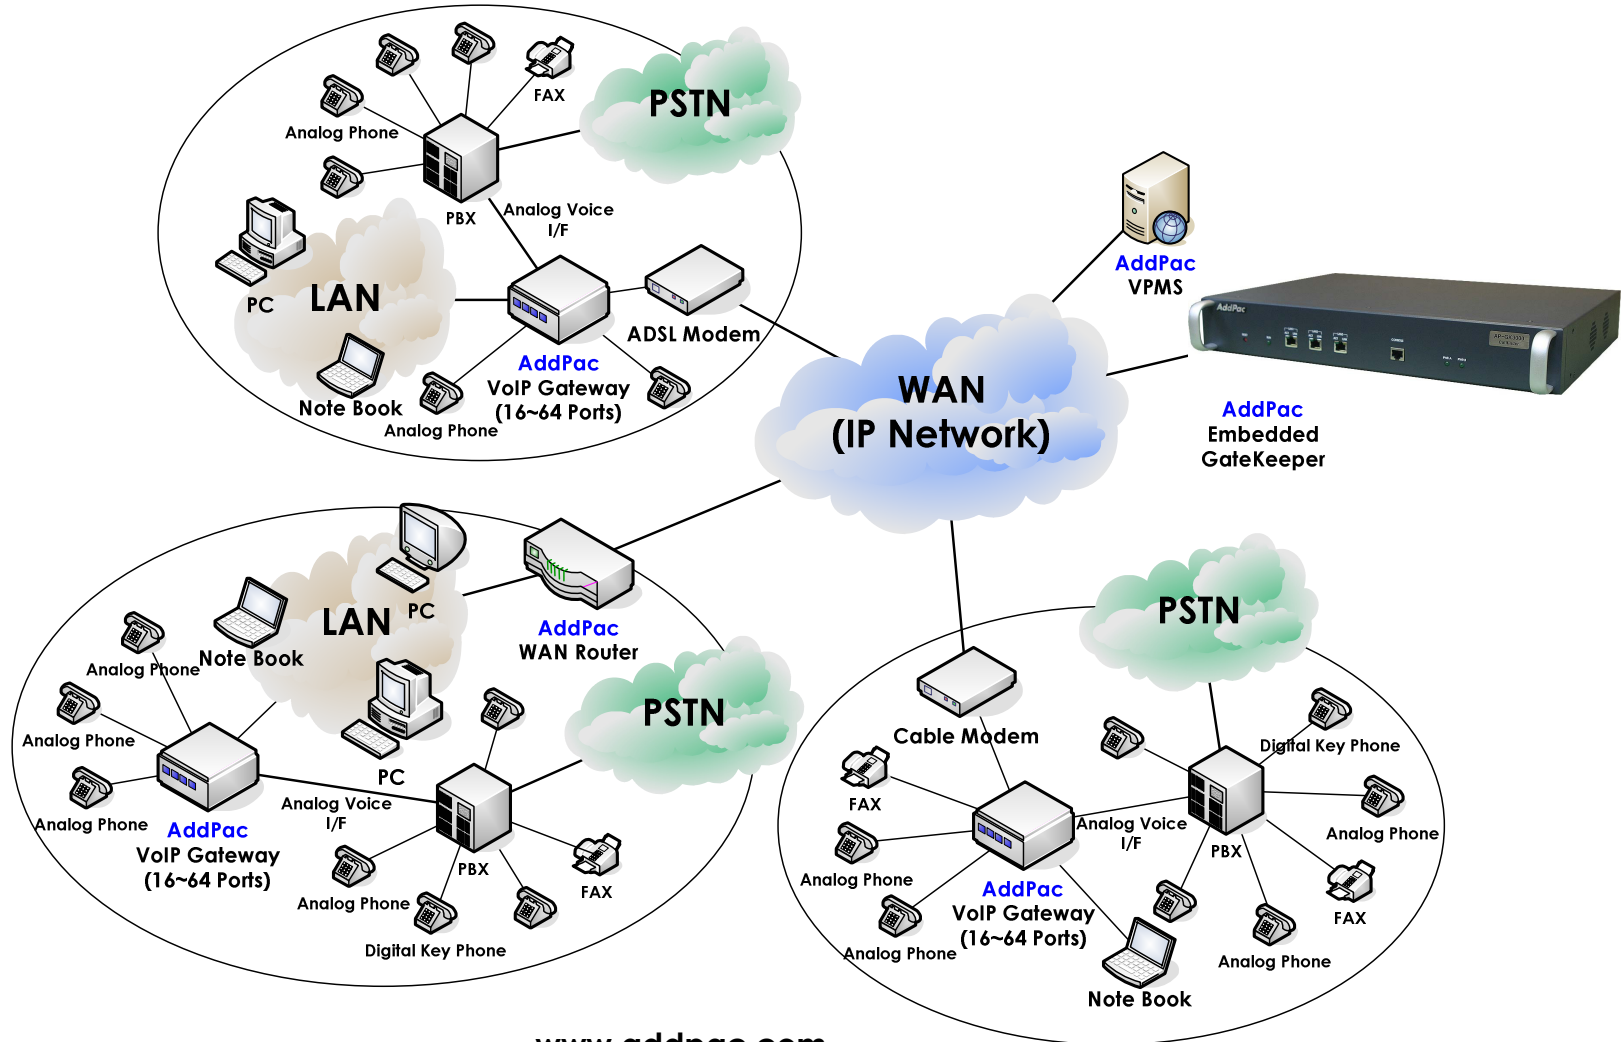 FAX
PSTN
Analog Phone
PBX
Analog Voice
I/F
PC
LAN
ADSL Modem
AddPac
VoIP Gateway
(16~64 Ports)
Note Book
Analog Phone
AddPac
VPMS
AddPac
WAN
(IP Network)
AddPac
Embedded
GateKeeper
PC
LAN
Note Book
AddPac
WAN Router
Analog Phone
Analog Phone
Analog Phone
PC
PSTN
Analog Voice
I/F
AddPac
VoIP Gateway
(16~64 Ports)
PBX
FAX
Analog Phone
Digital Key Phone
PSTN
Cable Modem
Digital Key Phone
FAX
Analog Phone
Analog Voice
I/F
PBX
Analog Phone
AddPac
VoIP Gateway
(16~64 Ports)
FAX
Analog Phone
Analog Phone
Note Book
www.addpac.com